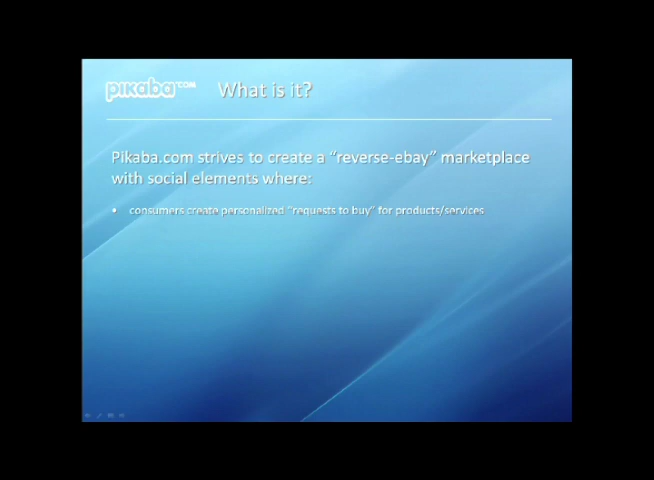 pikaba.com What is it?
Pikaba.com strives to create a “reverse-ebay” marketplace
with social elements where:
• consumers create personalized “requests to buy” for products/services